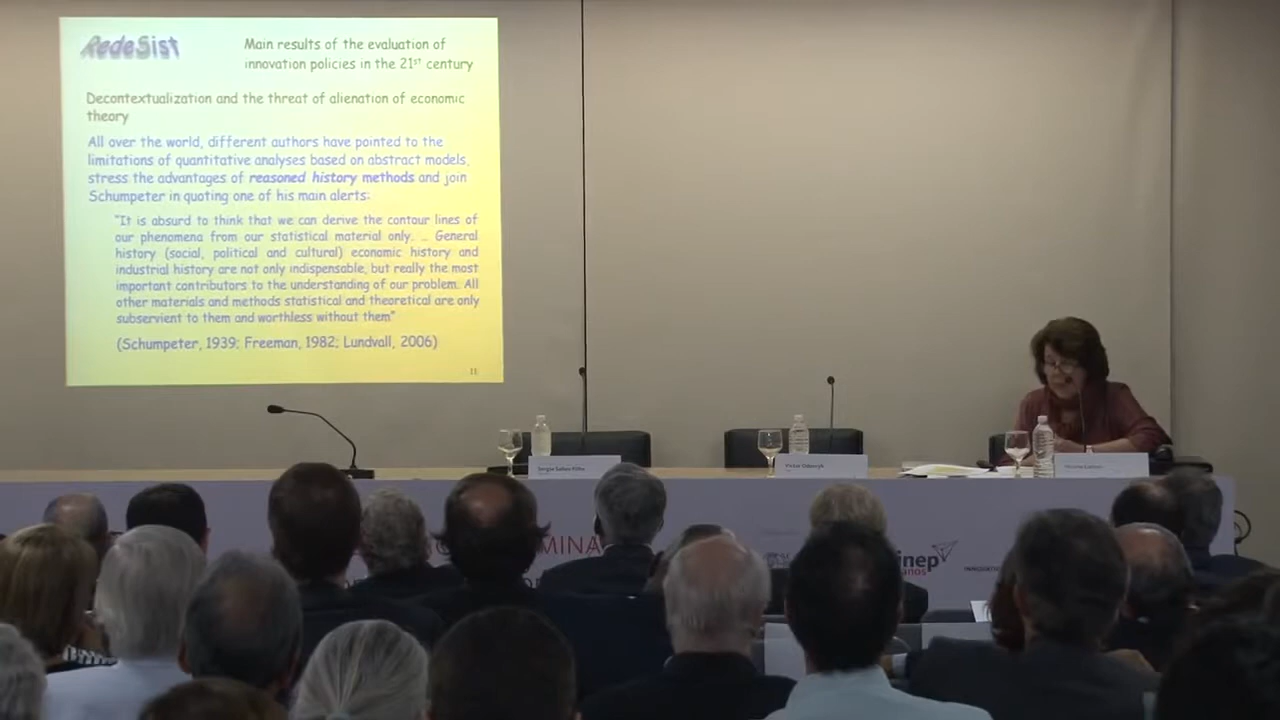 RedeSist
Main results of the evaluation of
innovation policies in the 21st century
Decontextualization and the threat of alienation of economic
theory
All over the world, different authors have pointed to the
limitations of quantitative analyses based on abstract models,
stress the advantages of reasoned history methods and join
Schumpeter in quoting one of his main alerts:
"It is absurd to think that we can derive the contour lines of
our phenomena from our statistical material only. … General
history (social, political and cultural) economic history and
industrial history are not only indispensable, but really the most
important contributors to the understanding of our problem. All
other materials and methods statistical and theoretical are only
subservient to them and worthless without them"
(Schumpeter, 1939; Freeman, 1982; Lundvall, 2006)
11
MINA
inep
anos